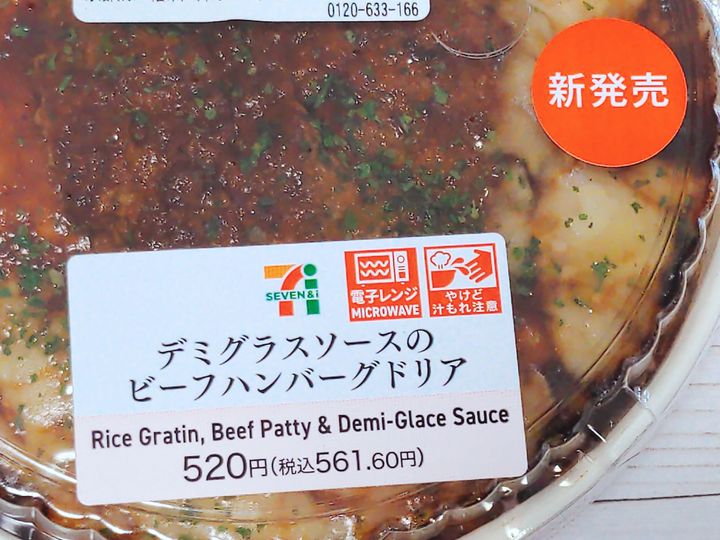 0120-633-166
新発売
SEVEN&i
電子レンジ
MICROWAVE
やけど
汁もれ注意
デミグラスソースの
ビーフハンバーグドリア
Rice Gratin, Beef Patty & Demi-Glace Sauce
520円(税込561.60円)